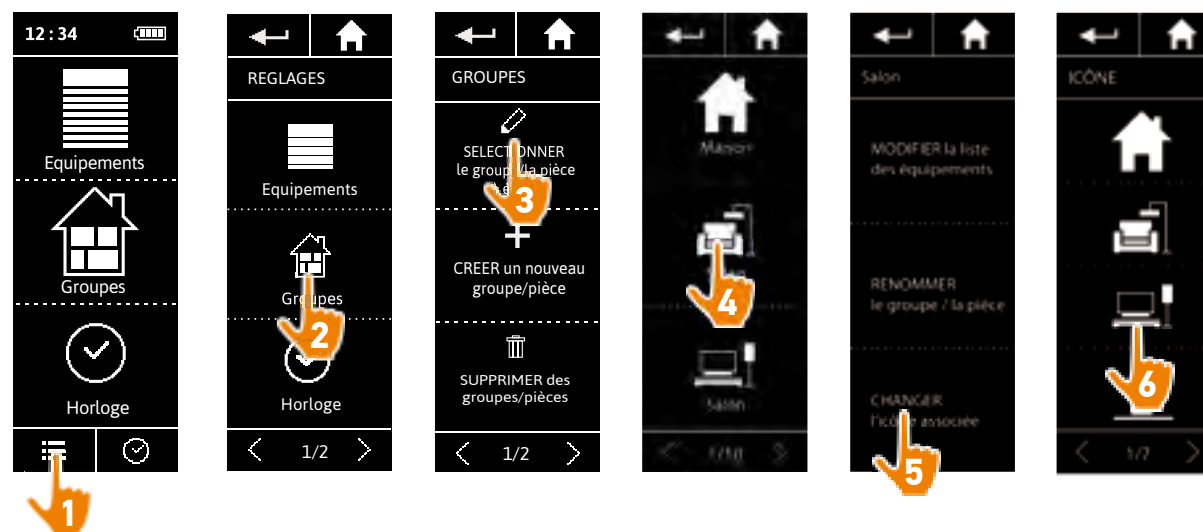 12:34
Equipements
Groupes
Horloge
1
REGLAGES
Equipements
Groupes
2
Horloge
1/2
GROUPES
SELECTIONNER
le groupe/la pièce
3
CREER un nouveau
groupe/pièce
SUPPRIMER des
groupes/pièces
1/2
Maison
4
Salon
1/10
Salon
MODIFIER la liste
des équipements
RENOMMER
le groupe / la pièce
CHANGER
l'icône associée
5
ICÔNE
6
1/7